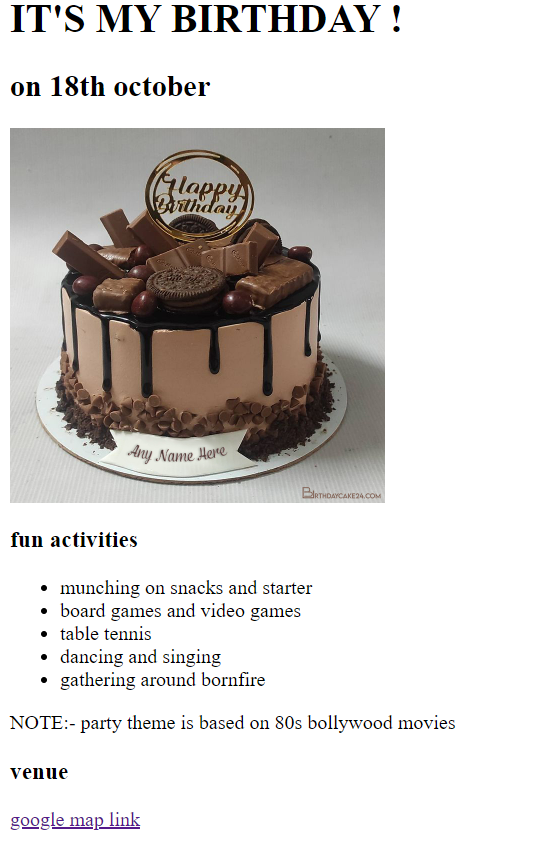 IT'S MY BIRTHDAY !
on 18th october
Happy
Birthday
Any Name Here
BIRTHDAYCAKE24.COM
fun activities
munching on snacks and starter
board games and video games
table tennis
dancing and singing
gathering around bornfire
NOTE:- party theme is based on 80s bollywood movies
venue
google map link